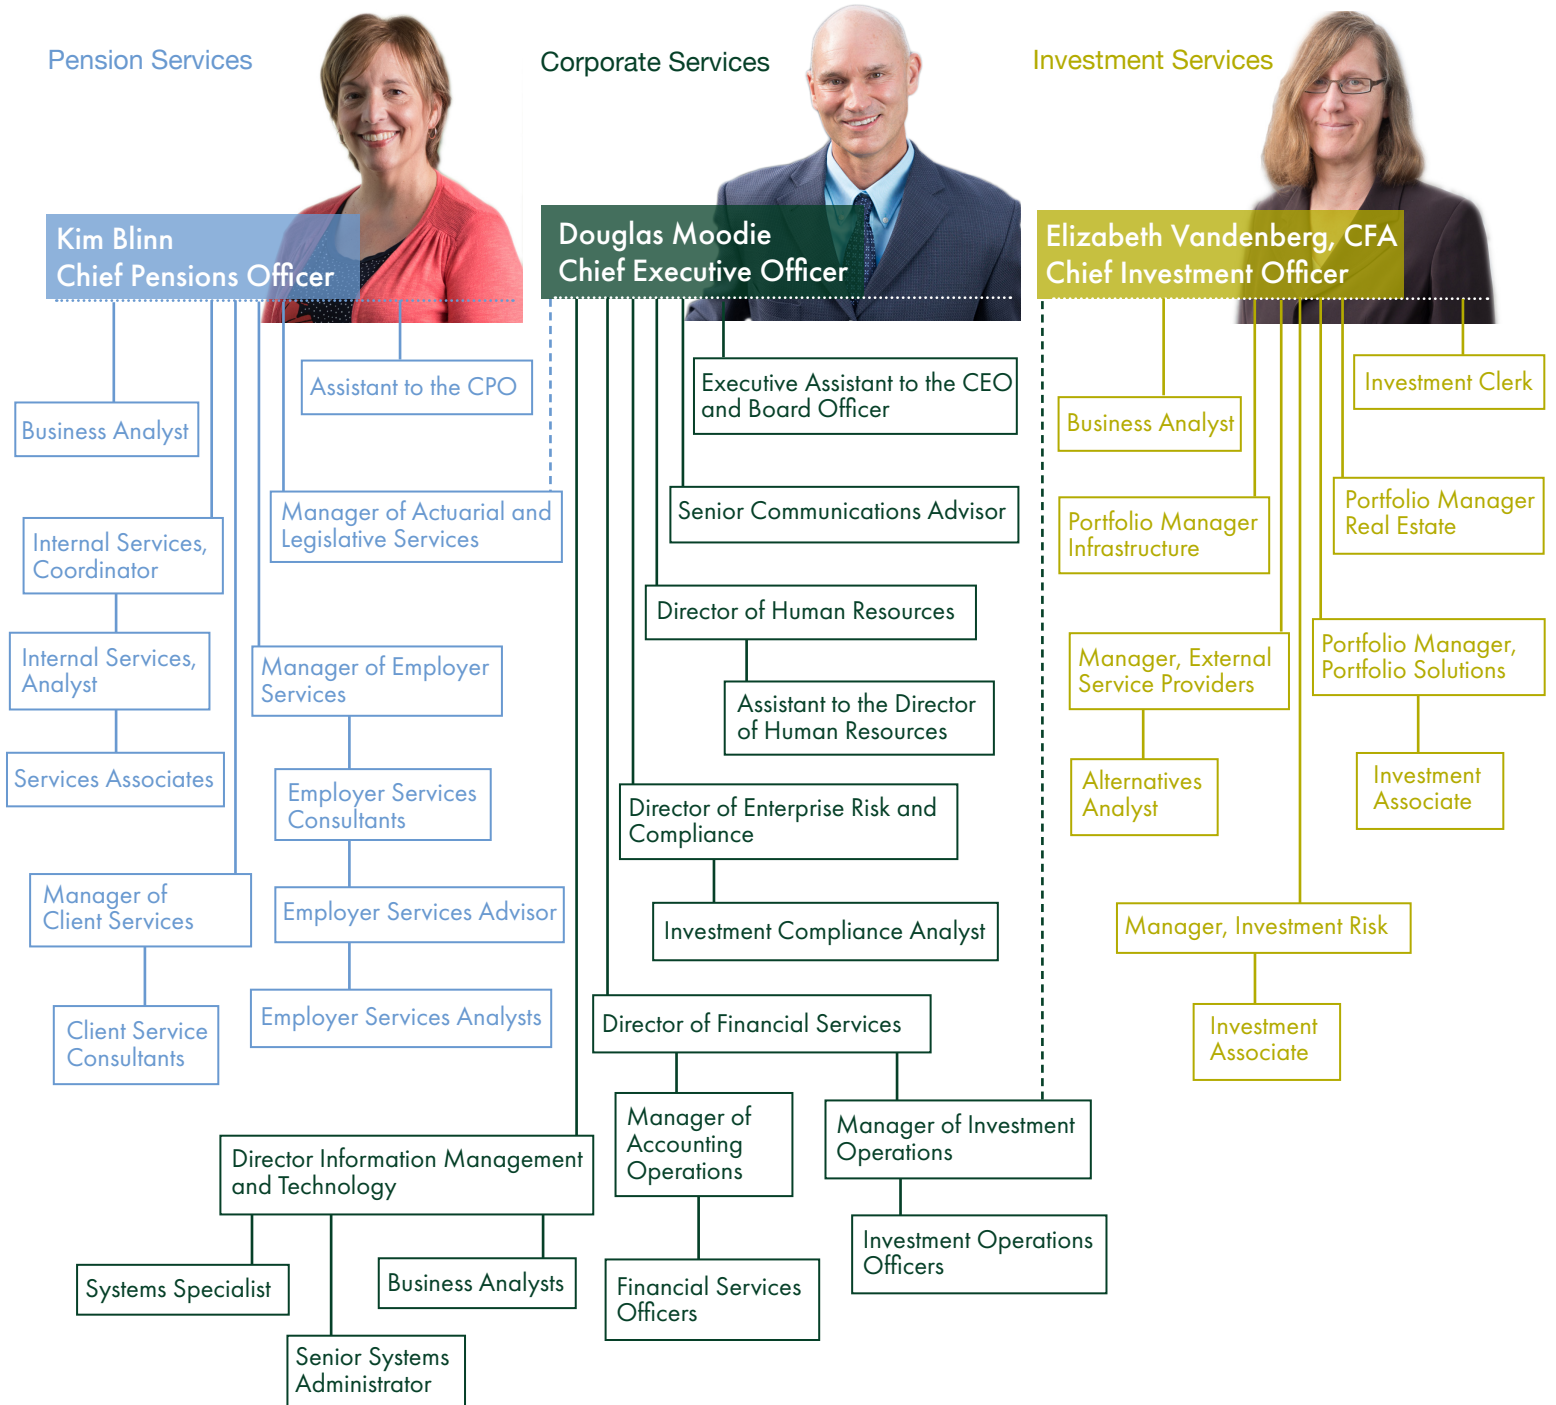 Pension Services
Kim Blinn
Chief Pensions Officer
Assistant to the CPO
Business Analyst
Manager of Actuarial and
Legislative Services
Internal Services,
Coordinator
Internal Services,
Analyst
Services Associates
Manager of Employer
Services
Employer Services
Consultants
Employer Services Advisor
Employer Services Analysts
Manager of
Client Services
Client Service
Consultants
Corporate Services
Douglas Moodie
Chief Executive Officer
Executive Assistant to the CEO
and Board Officer
Senior Communications Advisor
Director of Human Resources
Assistant to the Director
of Human Resources
Director of Enterprise Risk and
Compliance
Investment Compliance Analyst
Director of Financial Services
Manager of
Accounting
Operations
Financial Services
Officers
Manager of Investment
Operations
Investment Operations
Officers
Director Information Management
and Technology
Systems Specialist
Business Analysts
Senior Systems
Administrator
Investment Services
Elizabeth Vandenberg, CFA
Chief Investment Officer
Investment Clerk
Business Analyst
Portfolio Manager
Real Estate
Portfolio Manager
Infrastructure
Manager, External
Service Providers
Alternatives
Analyst
Portfolio Manager,
Portfolio Solutions
Investment
Associate
Manager, Investment Risk
Investment
Associate